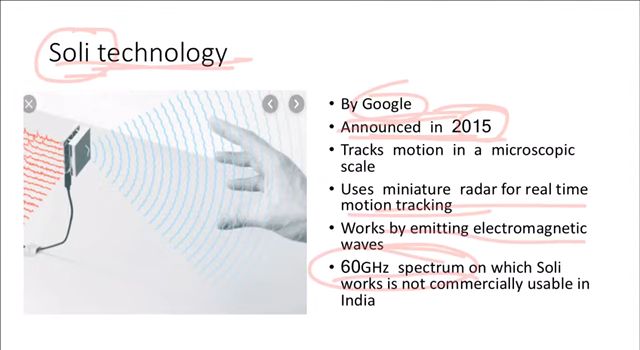 Soli technology
• By Google
• Announced in 2015
• Tracks motion in a microscopic
scale
• Uses miniature radar for real time
motion tracking
• Works by emitting electromagnetic
waves
• 60GHz spectrum on which Soli
works is not commercially usable in
India